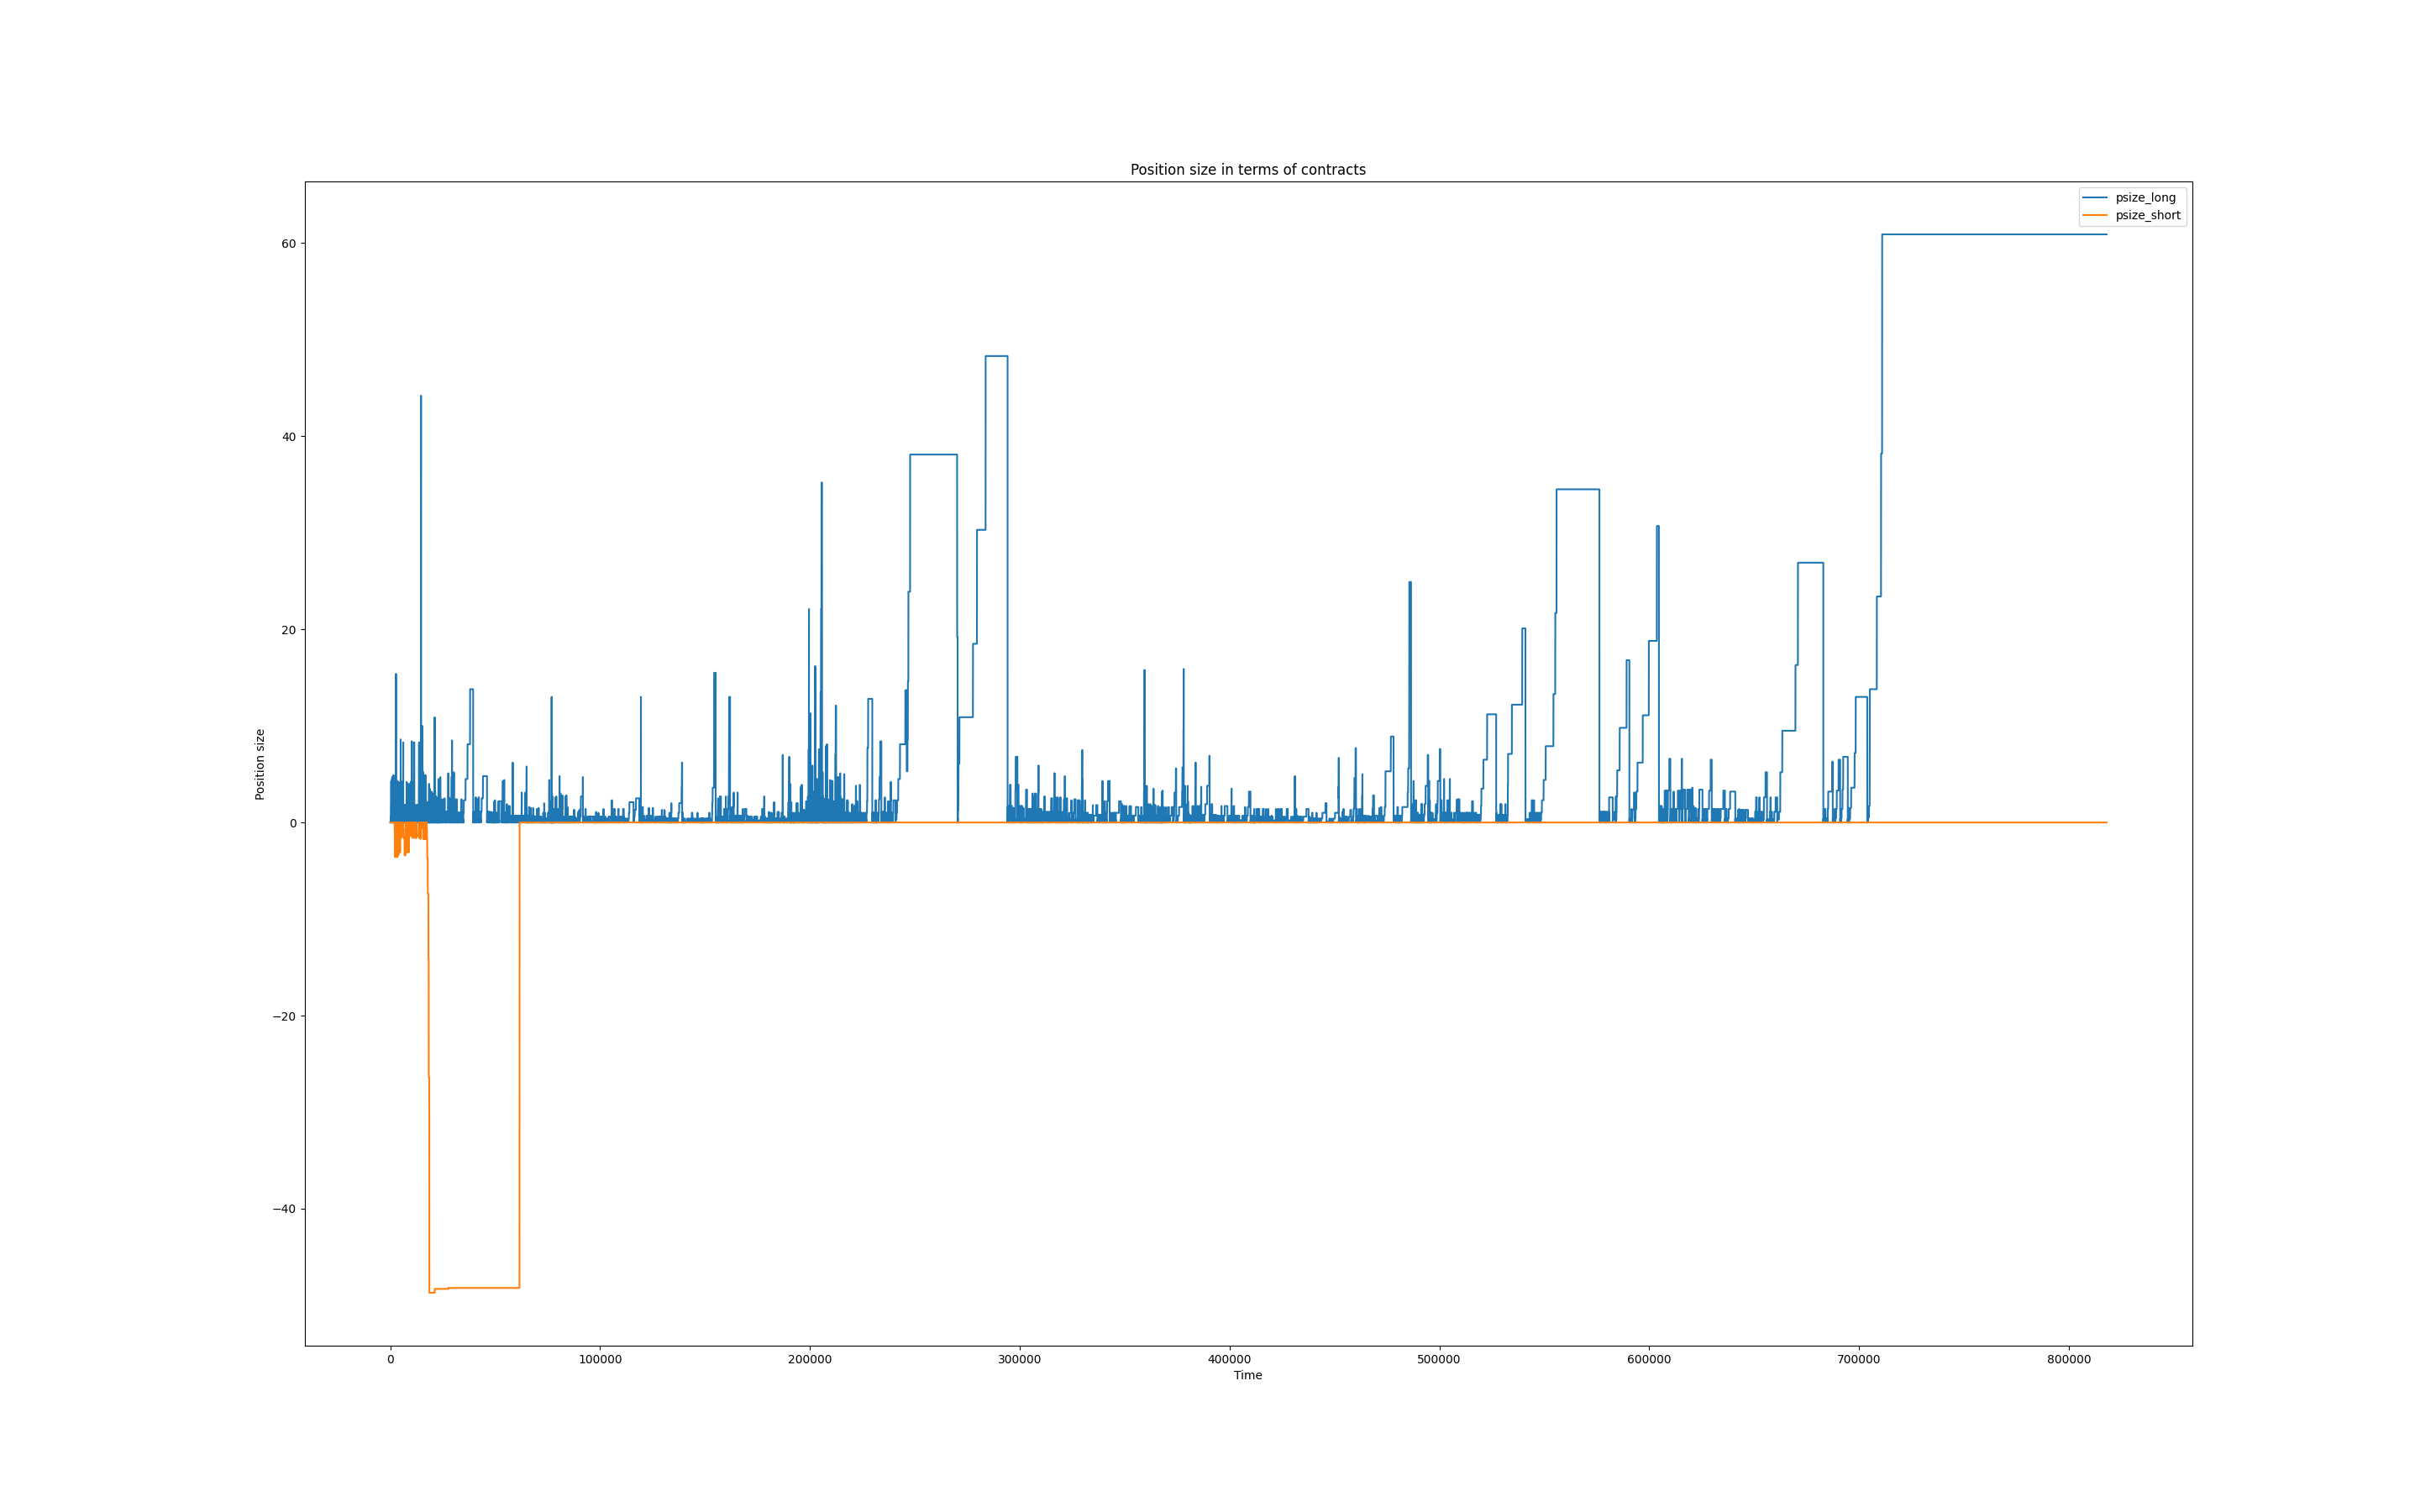 Position size in terms of contracts
psize_long
psize_short
60
40
20
0
−20
−40
Position size
0 100000 200000 300000 400000 500000 600000 700000 800000
Time